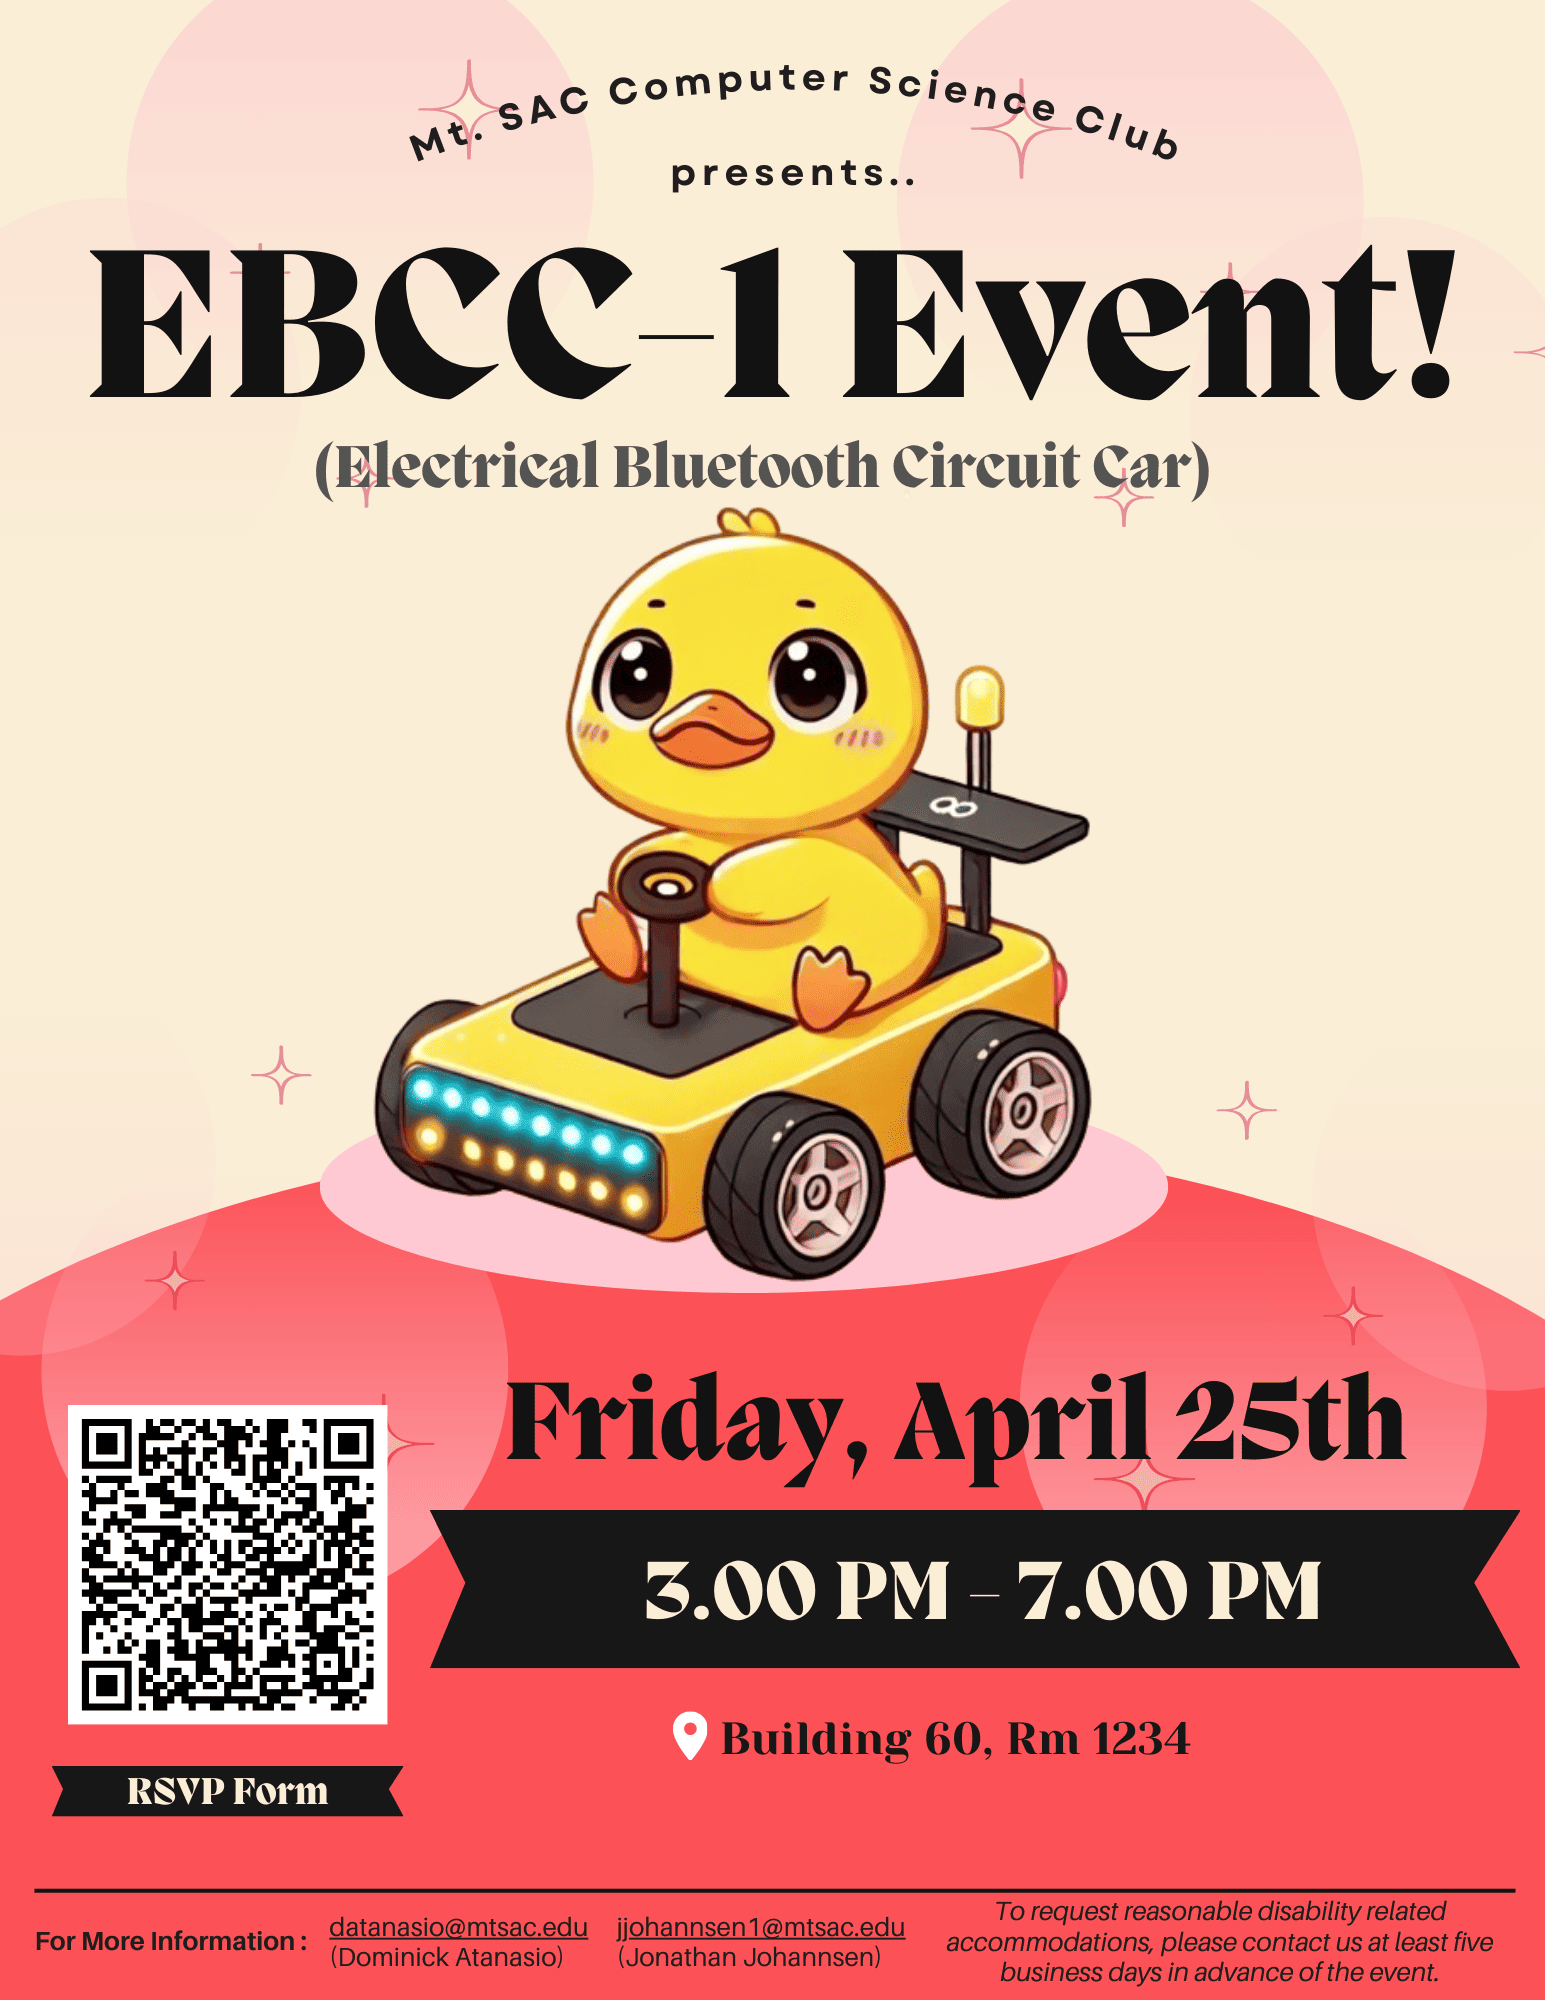 Mt. SAC Computer Science Club
presents..
EBCC-1 Event!
(Electrical Bluetooth Circuit Car)
8
Friday, April 25th
3.00 PM - 7.00 PM
Building 60, Rm 1234
RSVP Form
For More Information :
datanasio@mtsac.edu
(Dominick Atanasio)
jjohannsen1@mtsac.edu
(Jonathan Johannsen)
To request reasonable disability related
accommodations, please contact us at least five
business days in advance of the event.